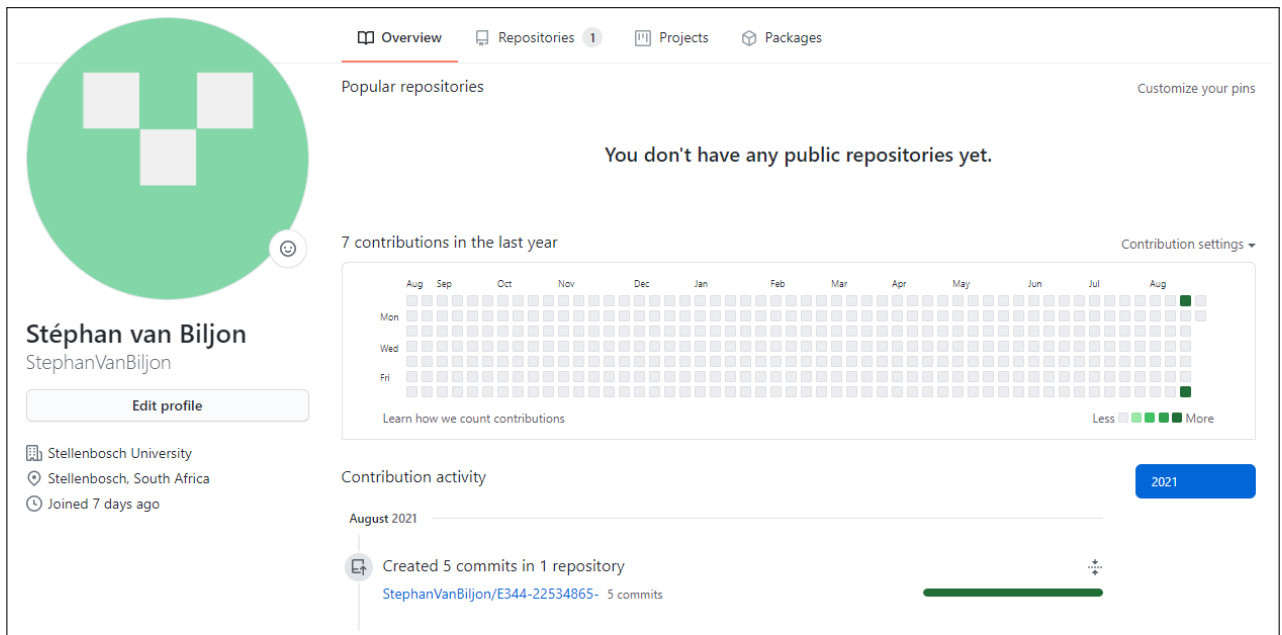 Overview Repositories 1 Projects Packages
Popular repositories Customize your pins
You don't have any public repositories yet.
7 contributions in the last year Contribution settings
Aug Sep Oct Nov Dec Jan Feb Mar Apr May Jun Jul Aug
Mon
Wed
Fri
Learn how we count contributions Less More
Stéphan van Biljon
StephanVanBiljon
Edit profile
Stellenbosch University
Stellenbosch, South Africa
Joined 7 days ago
Contribution activity 2021
August 2021
Created 5 commits in 1 repository
StephanVanBiljon/E344-22534865- 5 commits